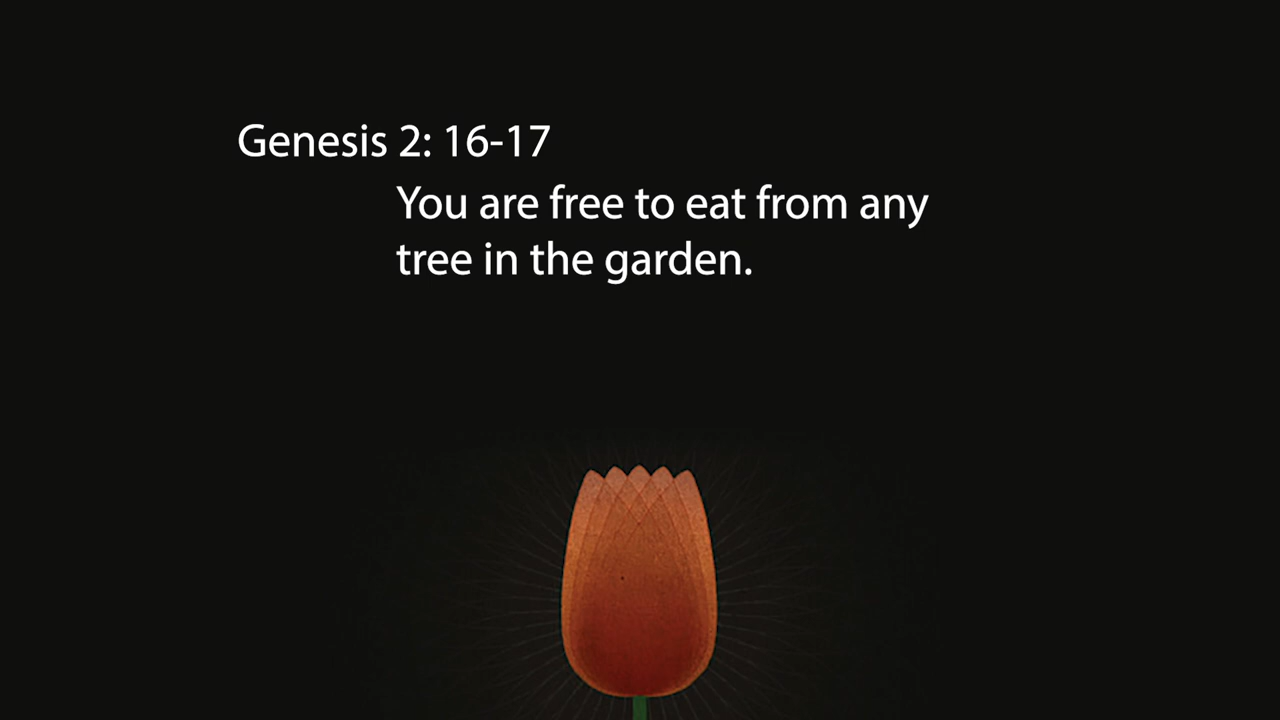 Genesis 2: 16-17
You are free to eat from any
tree in the garden.